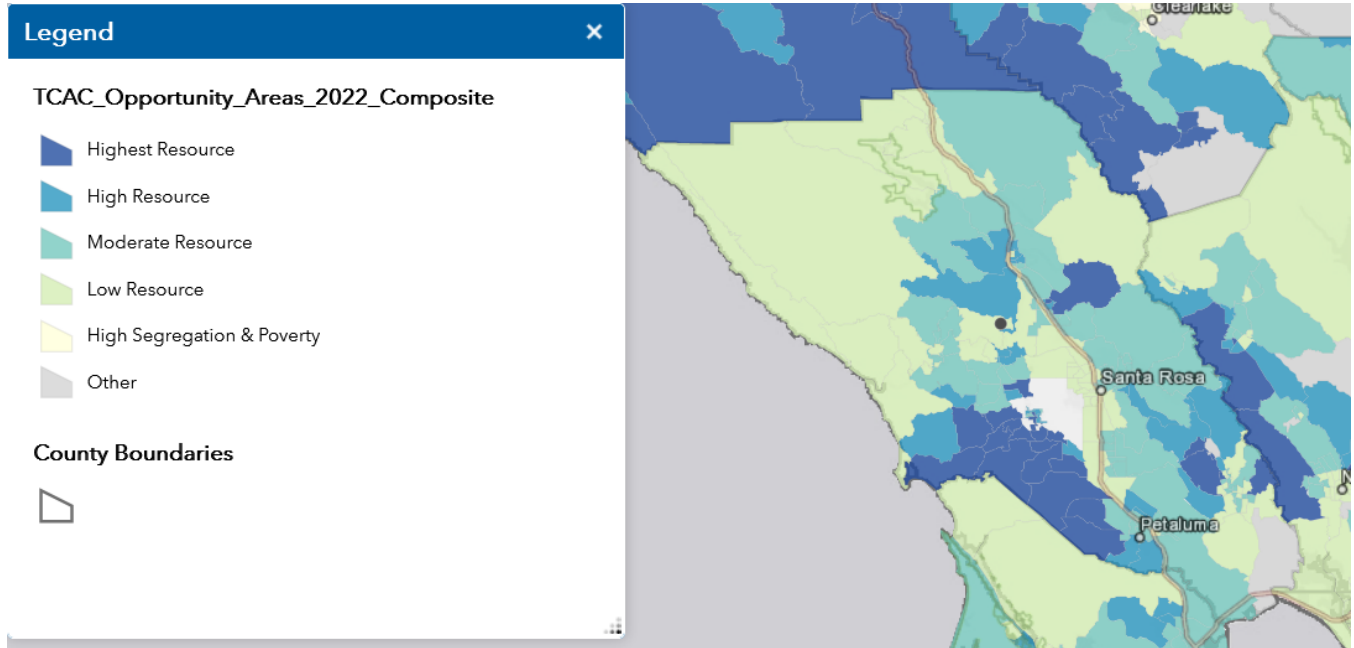 Legend
×
TCAC_Opportunity_Areas_2022_Composite
Highest Resource
High Resource
Moderate Resource
Low Resource
High Segregation & Poverty
Other
County Boundaries
Clearlake
Santa Rosa
Petaluma
N